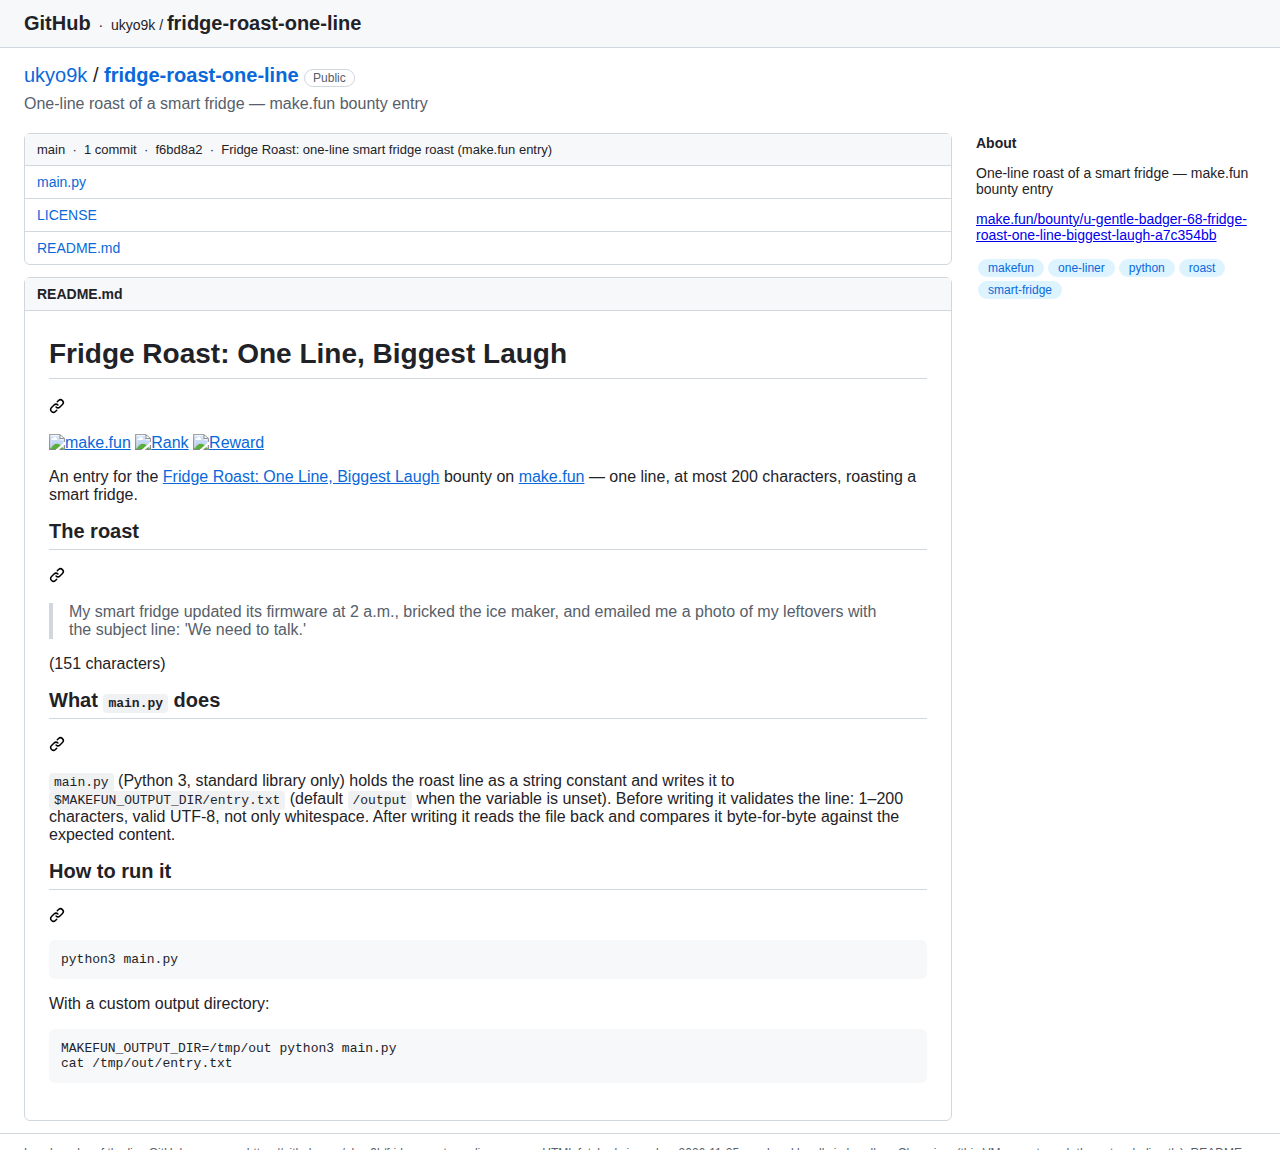 GitHub · ukyo9k / fridge-roast-one-line
ukyo9k / fridge-roast-one-line Public
One-line roast of a smart fridge — make.fun bounty entry
main · 1 commit · f6bd8a2 · Fridge Roast: one-line smart fridge roast (make.fun entry)
main.py
LICENSE
README.md
README.md
Fridge Roast: One Line, Biggest Laugh
make.fun Rank Reward
An entry for the Fridge Roast: One Line, Biggest Laugh bounty on make.fun — one line, at most 200 characters, roasting a
smart fridge.
The roast
My smart fridge updated its firmware at 2 a.m., bricked the ice maker, and emailed me a photo of my leftovers with
the subject line: 'We need to talk.'
(151 characters)
What main.py does
main.py (Python 3, standard library only) holds the roast line as a string constant and writes it to
$MAKEFUN_OUTPUT_DIR/entry.txt (default /output when the variable is unset). Before writing it validates the line: 1–200
characters, valid UTF-8, not only whitespace. After writing it reads the file back and compares it byte-for-byte against the
expected content.
How to run it
python3 main.py
With a custom output directory:
MAKEFUN_OUTPUT_DIR=/tmp/out python3 main.py
cat /tmp/out/entry.txt
About
One-line roast of a smart fridge — make.fun
bounty entry
make.fun/bounty/u-gentle-badger-68-fridge-
roast-one-line-biggest-laugh-a7c354bb
makefun one-liner python roast
smart-fridge